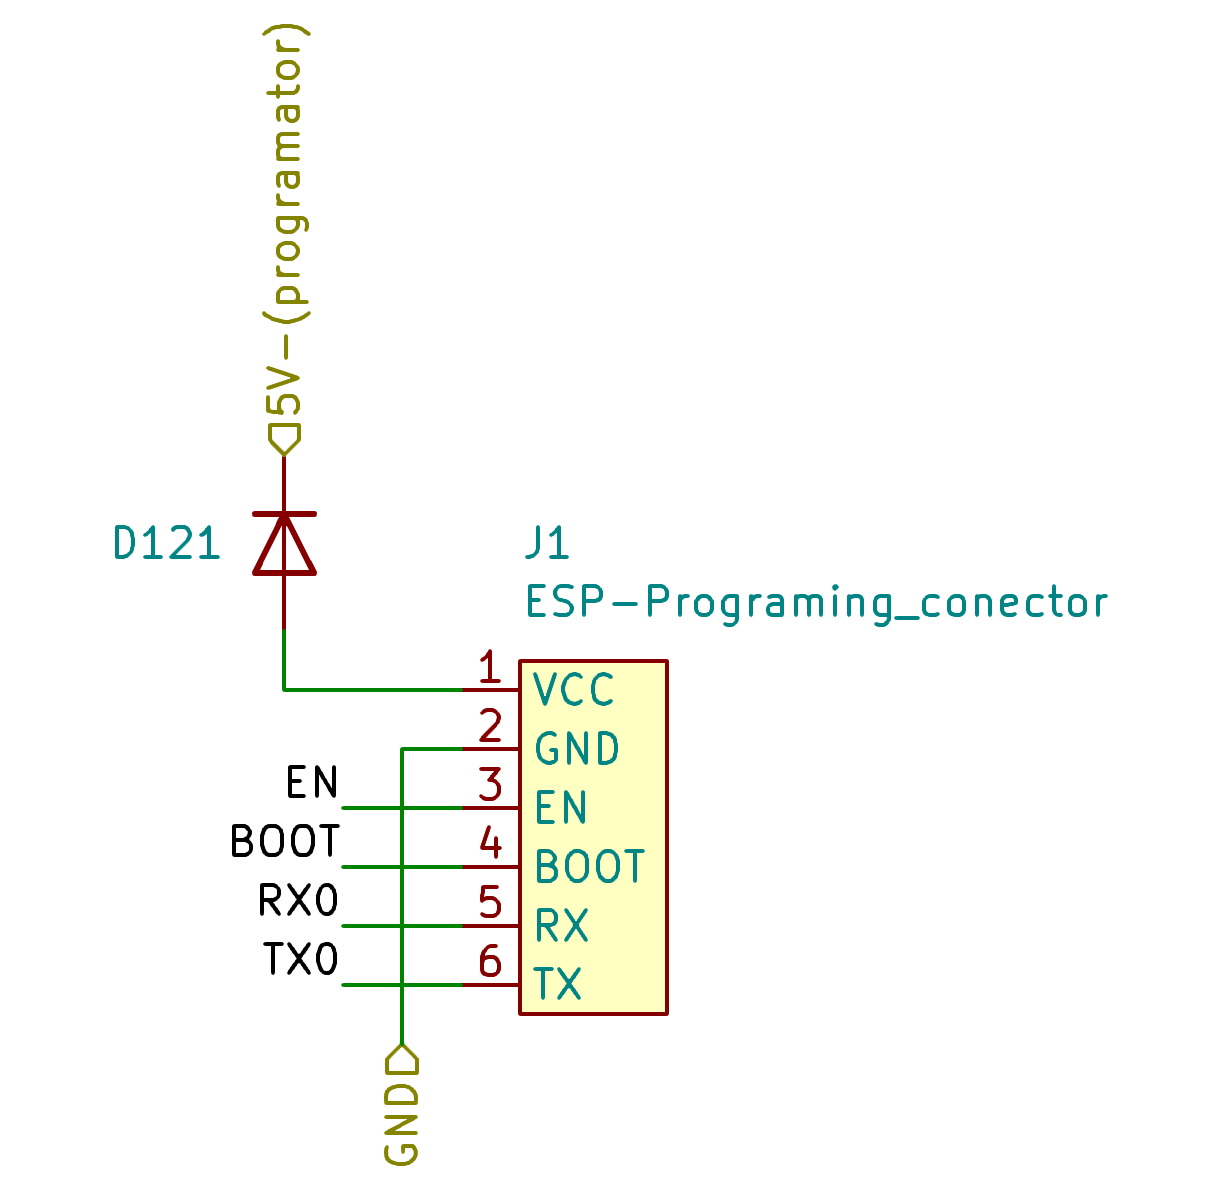 5V-(programator)
D121
J1
ESP-Programing_conector
1
VCC
2
GND
EN
3
EN
BOOT
4
BOOT
RX0
5
RX
TX0
6
TX
GND